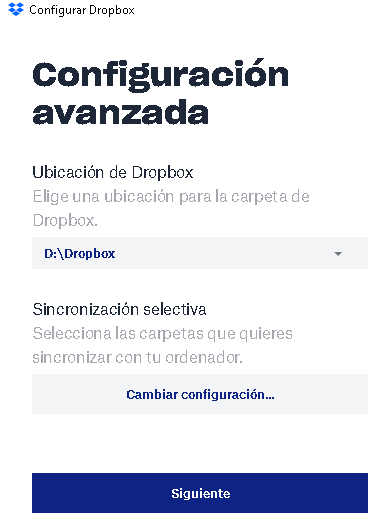 Configurar Dropbox
Configuración
avanzada
Ubicación de Dropbox
Elige una ubicación para la carpeta de
Dropbox.
D:\Dropbox
Sincronización selectiva
Selecciona las carpetas que quieres
sincronizar con tu ordenador.
Cambiar configuración...
Siguiente